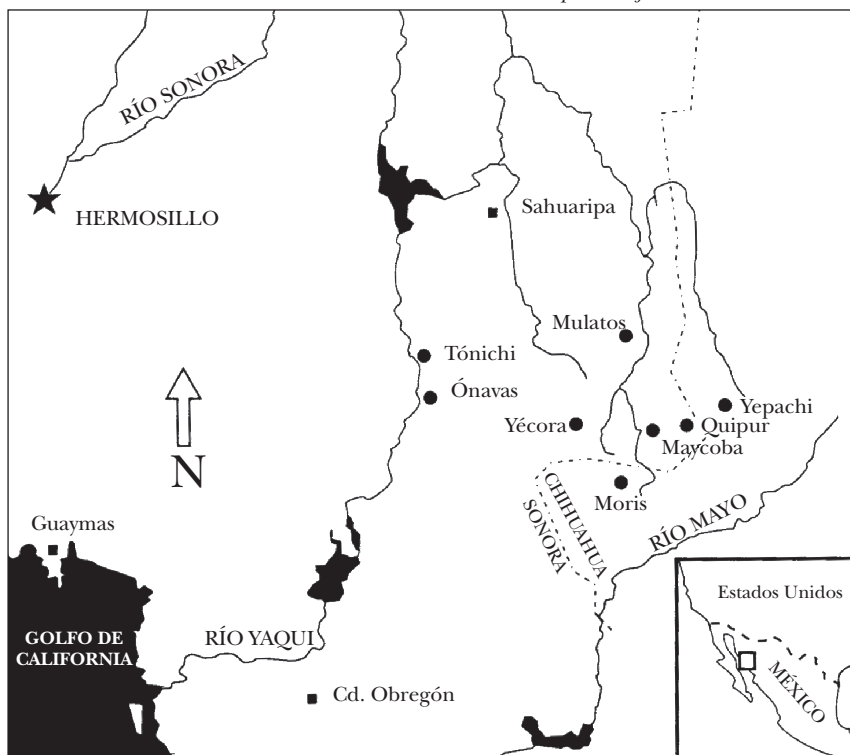 RÍO SONORA
HERMOSILLO
Sahuaripa
Mulatos
Tónichi
Ónavas
Yécora
Yepachi
Quipur
Maycoba
Moris
CHIHUAHUA
SONORA
RÍO MAYO
N
Guaymas
GOLFO DE
CALIFORNIA
RÍO YAQUI
Cd. Obregón
Estados Unidos
MÉXICO